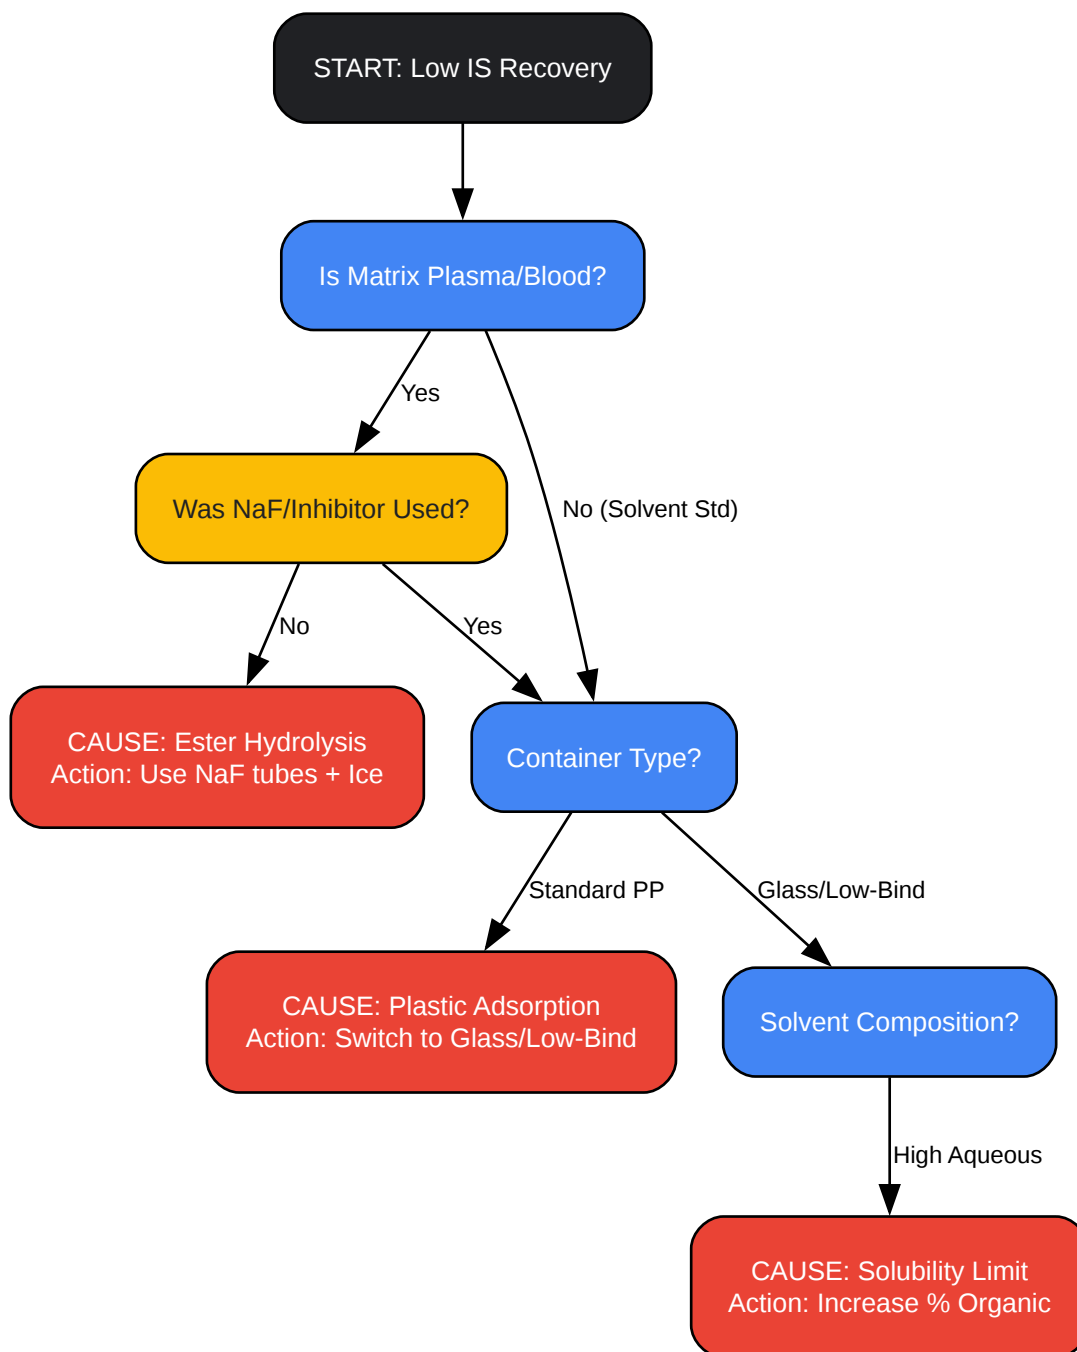 START: Low IS Recovery
Is Matrix Plasma/Blood?
Yes
Was NaF/Inhibitor Used?
No (Solvent Std)
No
Yes
CAUSE: Ester Hydrolysis
Action: Use NaF tubes + Ice
Container Type?
Standard PP
Glass/Low-Bind
CAUSE: Plastic Adsorption
Action: Switch to Glass/Low-Bind
Solvent Composition?
High Aqueous
CAUSE: Solubility Limit
Action: Increase % Organic